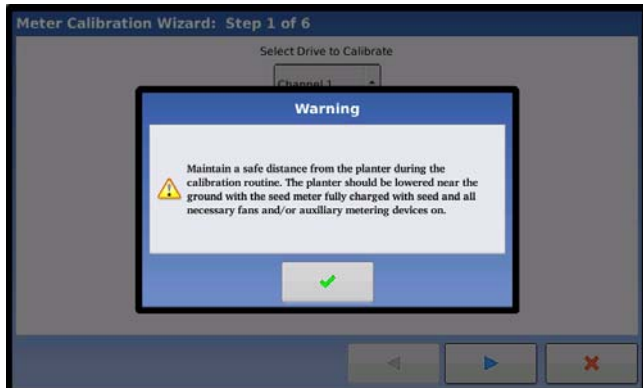 Meter Calibration Wizard: Step 1 of 6
Select Drive to Calibrate
Channel 1
Warning
Maintain a safe distance from the planter during the
calibration routine. The planter should be lowered near the
ground with the seed meter fully charged with seed and all
necessary fans and/or auxiliary metering devices on.